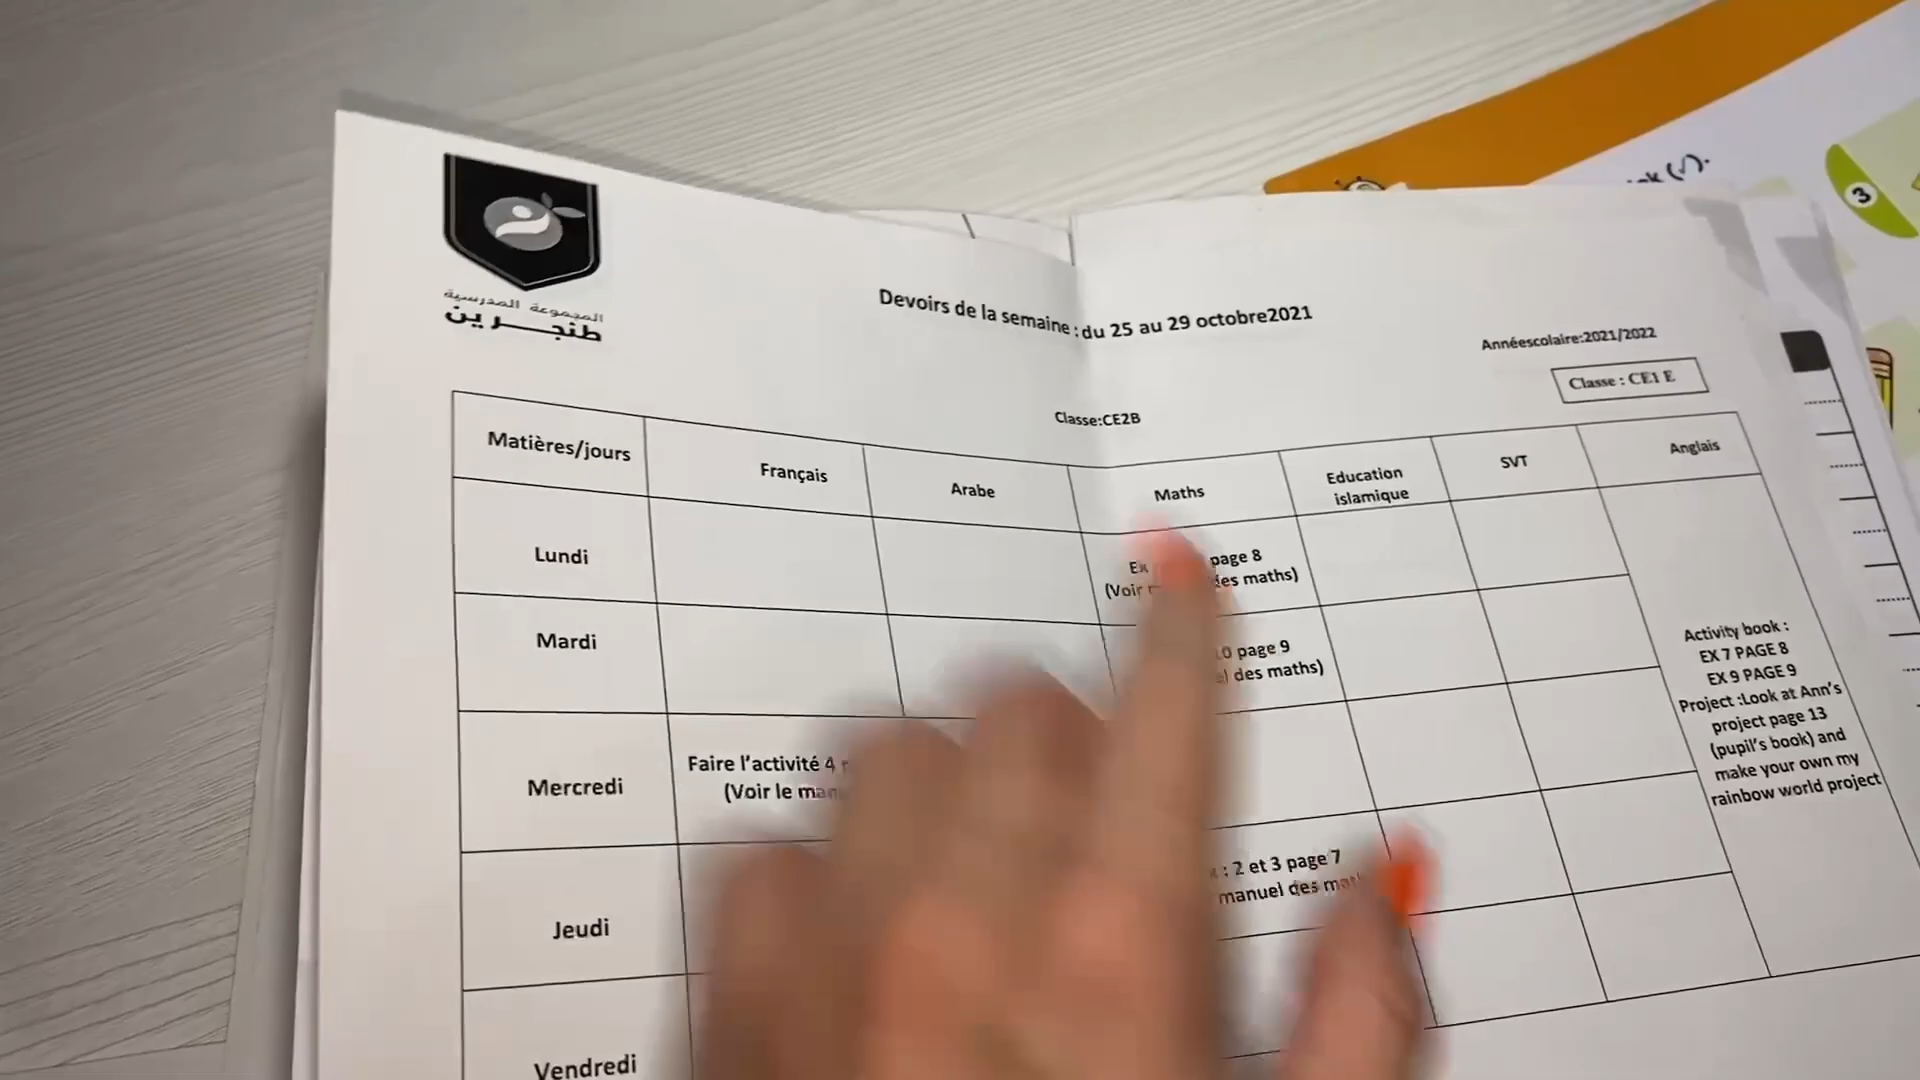 المجموعة المدرسية
طنجرين
Devoirs de la semaine : du 25 au 29 octobre2021
Annéescolaire:2021/2022
Classe : CE1 E
Classe:CE2B
Matières/jours
Français
Arabe
Maths
Education
islamique
SVT
Anglais
Lundi
page 8
(Voir des maths)
Mardi
page 9
des maths)
Mercredi
Faire l'activité 4
(Voir le
Jeudi
: 2 et 3 page 7
manuel des
Vendredi
Activity book :
EX 7 PAGE 8
EX 9 PAGE 9
Project :Look at Ann's
project page 13
(pupil's book) and
make your own my
rainbow world project
3